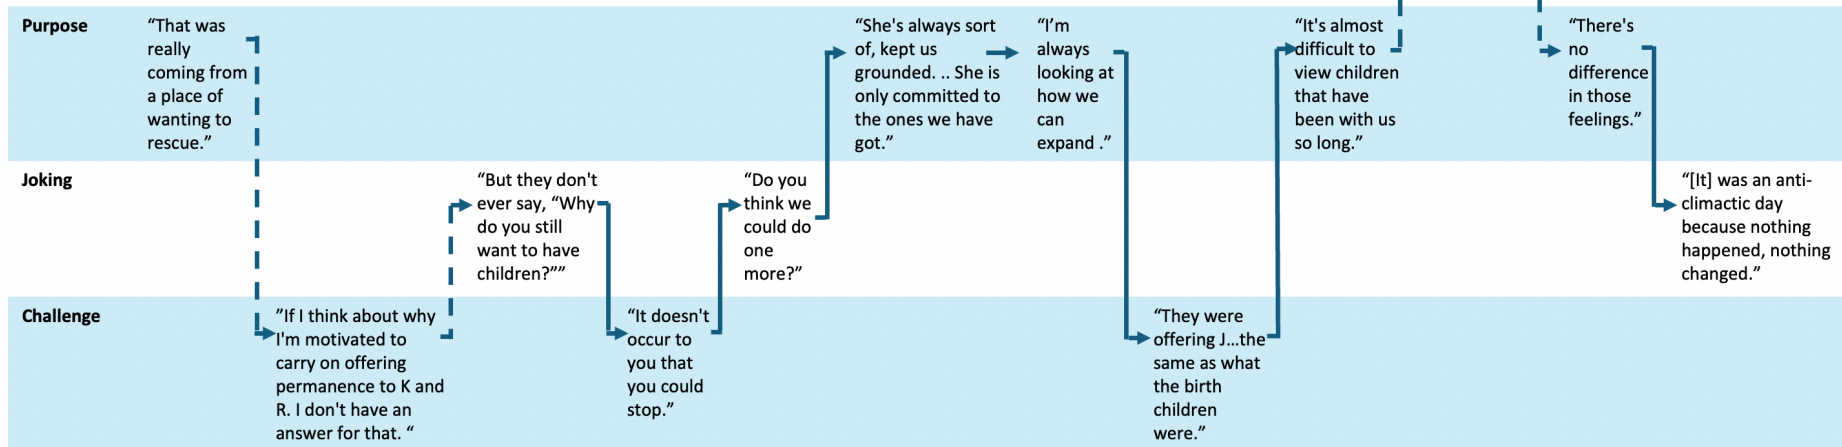 Purpose
“That was
really
coming from
a place of
wanting to
rescue.”
“She's always sort
of, kept us
grounded. .. She is
only committed to
the ones we have
got.”
“I’m
always
looking at
how we
can
expand .”
“It's almost
difficult to
view children
that have
been with us
so long.”
“There's
no
difference
in those
feelings.”
Joking
“But they don't
ever say, “Why
do you still
want to have
children?””
“Do you
think we
could do
one
more?”
“[It] was an anti-
climactic day
because nothing
happened, nothing
changed.”
Challenge
”If I think about why
I'm motivated to
carry on offering
permanence to K and
R. I don't have an
answer for that. “
“It doesn't
occur to
you that
you could
stop.”
“They were
offering J...the
same as what
the birth
children
were.”